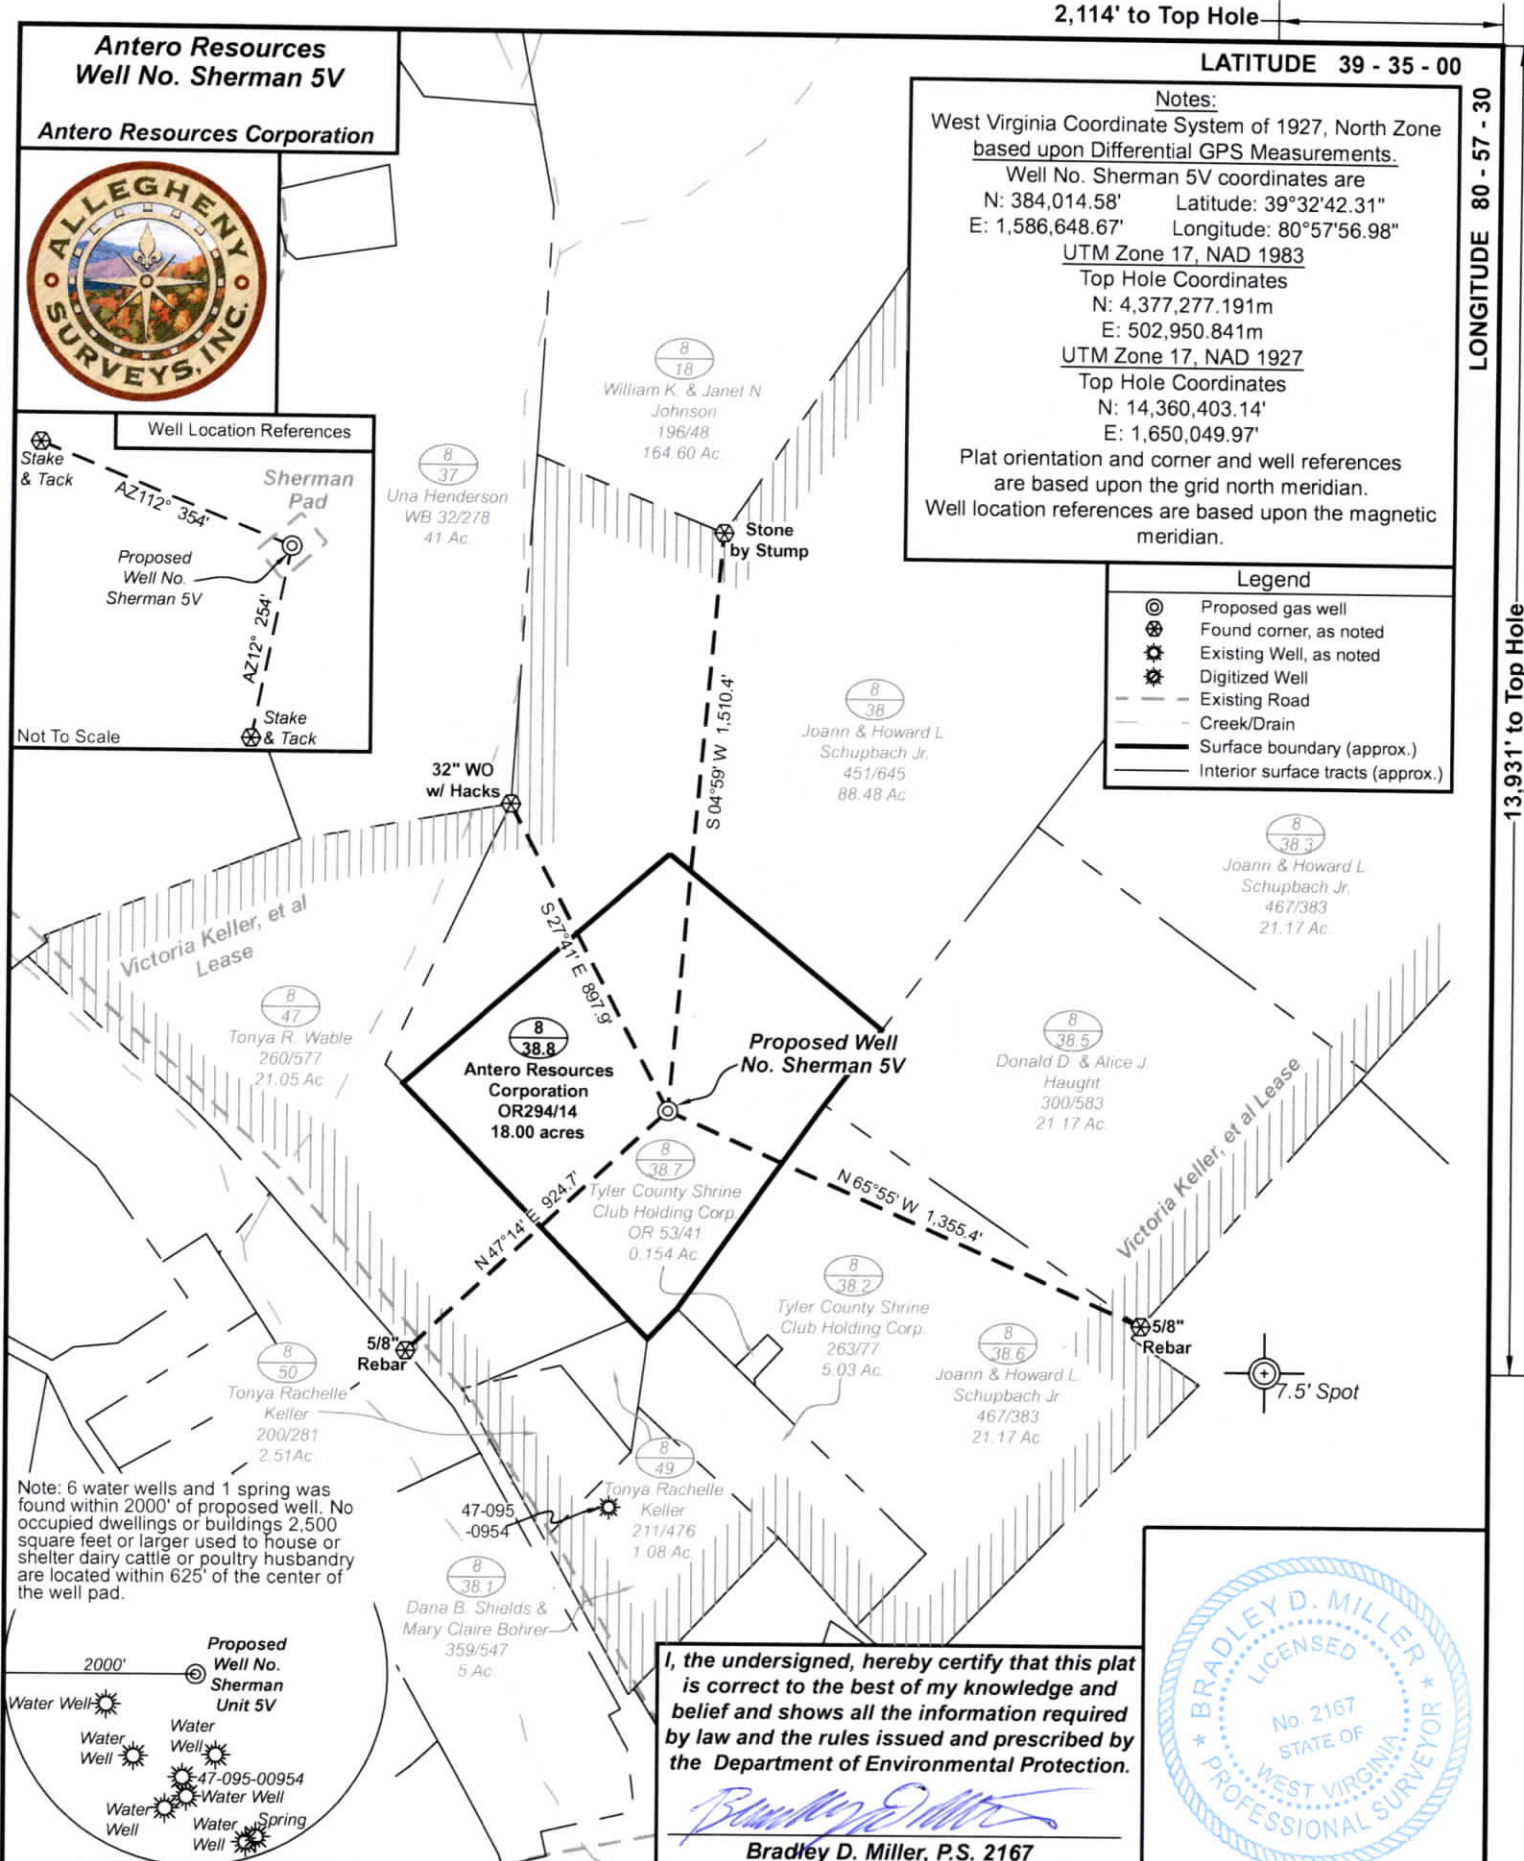 2,114' to Top Hole
Antero Resources
Well No. Sherman 5V
Antero Resources Corporation
ALLEGHENY
SURVEYS, INC.
LATITUDE 39 - 35 - 00
LONGITUDE 80 - 57 - 30
13,931' to Top Hole
Notes:
West Virginia Coordinate System of 1927, North Zone
based upon Differential GPS Measurements.
Well No. Sherman 5V coordinates are
N: 384,014.58' Latitude: 39°32'42.31"
E: 1,586,648.67' Longitude: 80°57'56.98"
UTM Zone 17, NAD 1983
Top Hole Coordinates
N: 4,377,277.191m
E: 502,950.841m
UTM Zone 17, NAD 1927
Top Hole Coordinates
N: 14,360,403.14'
E: 1,650,049.97'
Plat orientation and corner and well references
are based upon the grid north meridian.
Well location references are based upon the magnetic
meridian.
Well Location References
Stake
& Tack
AZ112° 354'
Sherman
Pad
Proposed
Well No.
Sherman 5V
AZ12° 254'
Stake
& Tack
Not To Scale
Legend
Proposed gas well
Found corner, as noted
Existing Well, as noted
Digitized Well
Existing Road
Creek/Drain
Surface boundary (approx.)
Interior surface tracts (approx.)
8
18
William K. & Janet N
Johnson
196/48
164.60 Ac.
8
37
Una Henderson
WB 32/278
41 Ac.
Stone
by Stump
S 04°59' W 1,510.4'
8
38
Joann & Howard L
Schupbach Jr.
451/645
88.48 Ac
32" WO
w/ Hacks
S 27°41' E 897.9'
8
38.3
Joann & Howard L.
Schupbach Jr.
467/383
21.17 Ac.
Victoria Keller, et al
Lease
8
47
Tonya R. Wable
260/577
21.05 Ac
8
38.8
Antero Resources
Corporation
OR294/14
18.00 acres
Proposed Well
No. Sherman 5V
8
38.5
Donald D. & Alice J.
Haught
300/583
21.17 Ac.
Victoria Keller, et al Lease
8
38.7
Tyler County Shrine
Club Holding Corp.
OR 53/41
0.154 Ac.
N 47°14' E 924.7'
N 65°55' W 1,355.4'
8
38.2
Tyler County Shrine
Club Holding Corp.
263/77
5.03 Ac.
8
38.6
Joann & Howard L
Schupbach Jr
467/383
21.17 Ac.
5/8"
Rebar
5/8"
Rebar
7.5' Spot
8
50
Tonya Rachelle
Keller
200/281
2.51Ac.
8
49
Tonya Rachelle
Keller
211/476
1.08 Ac.
47-095
-0954
8
38.1
Dana B. Shields &
Mary Claire Bohrer
359/547
5 Ac.
Note: 6 water wells and 1 spring was
found within 2000' of proposed well. No
occupied dwellings or buildings 2,500
square feet or larger used to house or
shelter dairy cattle or poultry husbandry
are located within 625' of the center of
the well pad.
2000'
Proposed
Well No.
Sherman
Unit 5V
Water Well
Water
Well
Water
Well
47-095-00954
Water Well
Water
Well
Water
Well
Spring
I, the undersigned, hereby certify that this plat
is correct to the best of my knowledge and
belief and shows all the information required
by law and the rules issued and prescribed by
the Department of Environmental Protection.
Bradley D. Miller, P.S. 2167
BRADLEY D. MILLER
LICENSED
No. 2167
STATE OF
WEST VIRGINIA
PROFESSIONAL SURVEYOR